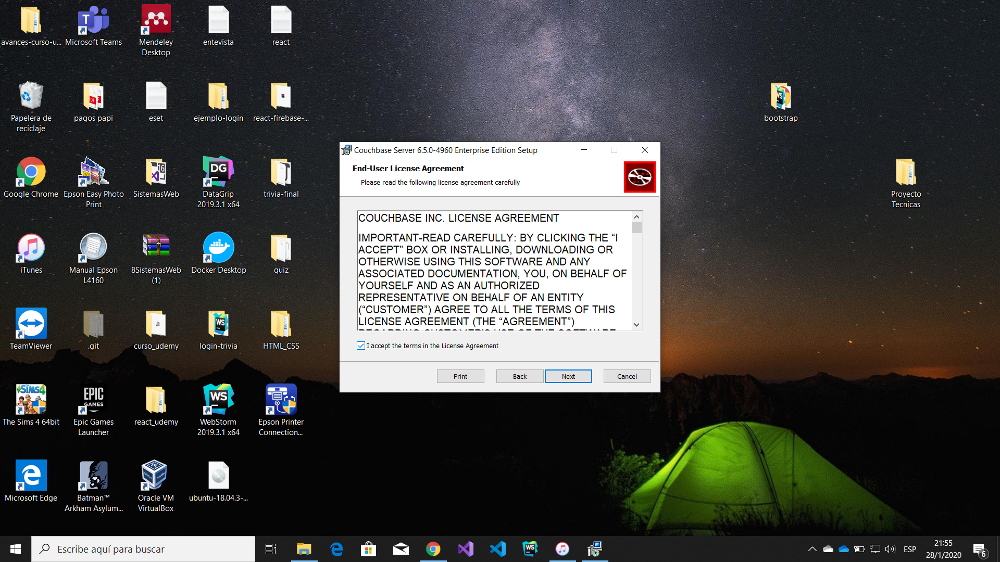 avances-curso-u...
Microsoft Teams
Mendeley
Desktop
entevista
react
Papelera de
reciclaje
pagos papi
eset
ejemplo-login
react-firebase-...
bootstrap
Google Chrome
Epson Easy Photo
Print
SistemasWeb
DataGrip
2019.3.1 x64
trivia-final
Proyecto
Tecnicas
iTunes
Manual Epson
L4160
8SistemasWeb
(1)
Docker Desktop
quiz
TeamViewer
.git
curso_udemy
login-trivia
HTML_CSS
The Sims 4 64bit
Epic Games
Launcher
react_udemy
WebStorm
2019.3.1 x64
Epson Printer
Connection...
Microsoft Edge
Batman™
Arkham Asylum...
Oracle VM
VirtualBox
ubuntu-18.04.3-...
Couchbase Server 6.5.0-4960 Enterprise Edition Setup
End-User License Agreement
Please read the following license agreement carefully
COUCHBASE INC. LICENSE AGREEMENT
IMPORTANT-READ CAREFULLY: BY CLICKING THE “I
ACCEPT” BOX OR INSTALLING, DOWNLOADING OR
OTHERWISE USING THIS SOFTWARE AND ANY
ASSOCIATED DOCUMENTATION, YOU, ON BEHALF OF
YOURSELF AND AS AN AUTHORIZED
REPRESENTATIVE ON BEHALF OF AN ENTITY
(“CUSTOMER”) AGREE TO ALL THE TERMS OF THIS
LICENSE AGREEMENT (THE “AGREEMENT”)
REGARDING CUSTOMER'S USE OF THE SOFTWARE
I accept the terms in the License Agreement
Print
Back
Next
Cancel
Escribe aquí para buscar
ESP
21:55
28/1/2020
6